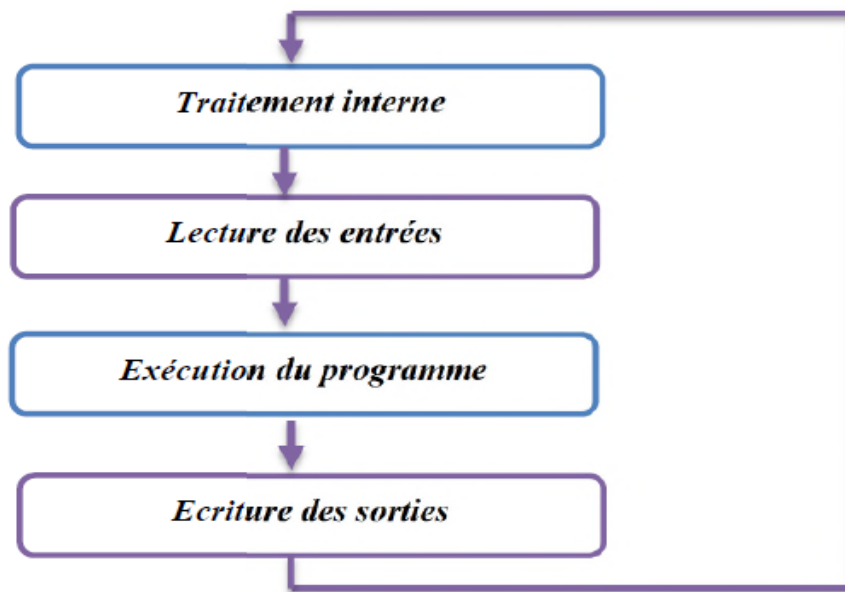 Traitement interne
Lecture des entrées
Exécution du programme
Ecriture des sorties